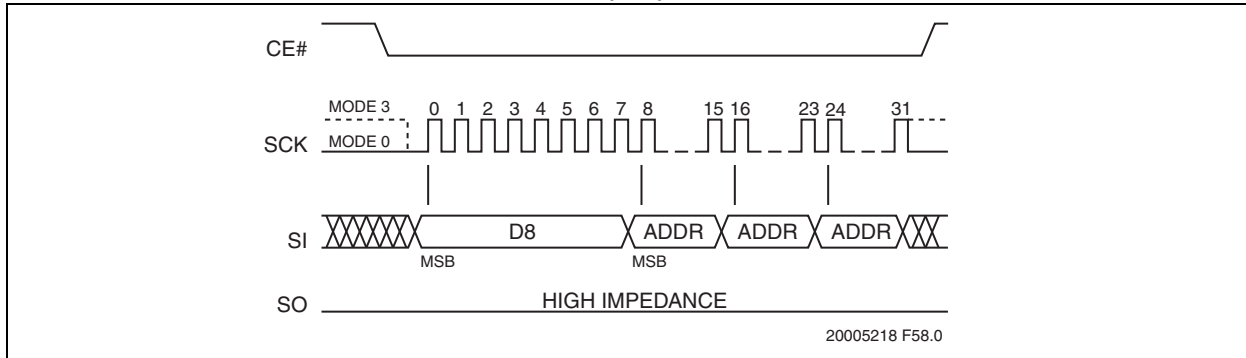 CE#
MODE 3
0 1 2 3 4 5 6 7 8 15 16 23 24 31
SCK
MODE 0
SI
D8 ADDR ADDR ADDR
MSB MSB
SO
HIGH IMPEDANCE
20005218 F58.0